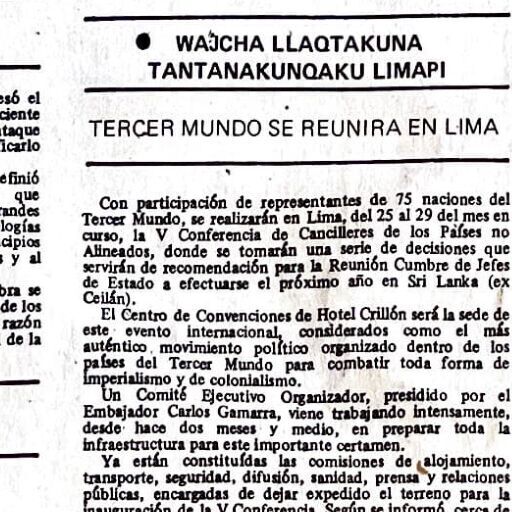 esó el
ciente
ataque
ficarlo
efinió
que
randes
logías
cipios
s y al
bra se
de los
razón
l de la
● WAJCHA LLAQTAKUNA
TANTANAKUNQAKU LIMAPI
TERCER MUNDO SE REUNIRA EN LIMA
Con participación de representantes de 75 naciones del
Tercer Mundo, se realizarán en Lima, del 25 al 29 del mes en
curso, la V Conferencia de Cancilleres de los Países no
Alineados, donde se tomarán una serie de decisiones que
servirán de recomendación para la Reunión Cumbre de Jefes
de Estado a efectuarse el próximo año en Sri Lanka (ex
Ceilán).
El Centro de Convenciones de Hotel Crillón será la sede de
este evento internacional, considerados como el más
auténtico movimiento político organizado dentro de los
países del Tercer Mundo para combatir toda forma de
imperialismo y de colonialismo.
Un Comité Ejecutivo Organizador, presidido por el
Embajador Carlos Gamarra, viene trabajando intensamente,
desde hace dos meses y medio, en preparar toda la
infraestructura para este importante certamen.
Ya están constituídas las comisiones de alojamiento,
transporte, seguridad, difusión, sanidad, prensa y relaciones
públicas, encargadas de dejar expedido el terreno para la
inauguración de la V Conferencia. Según se informó, cerca de